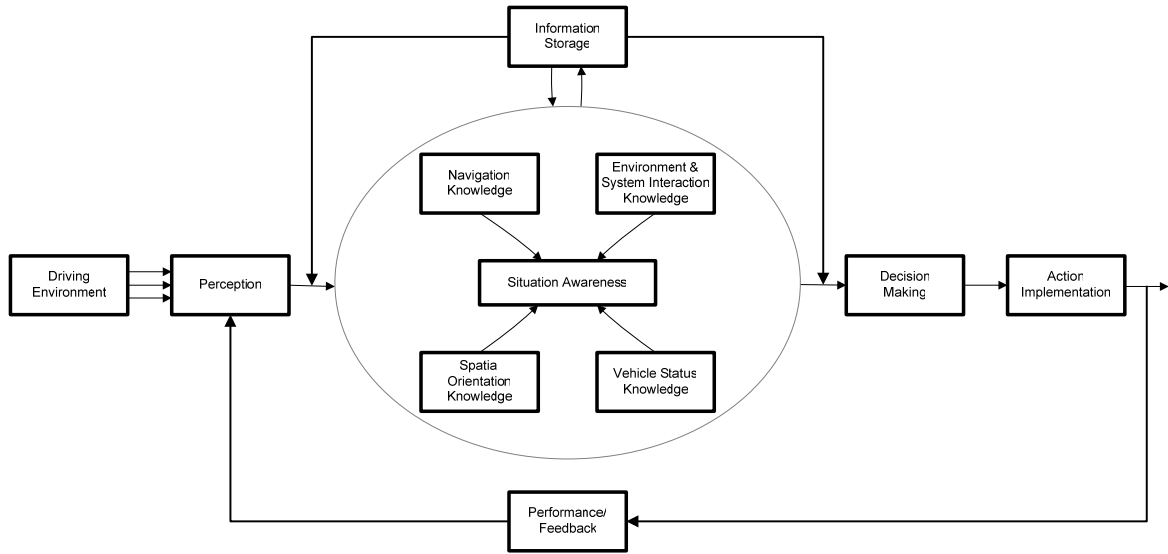 Information
Storage
Navigation
Knowledge
Environment &
System Interaction
Knowledge
Driving
Environment
Perception
Situation Awareness
Decision
Making
Action
Implementation
Spatia
Orientation
Knowledge
Vehicle Status
Knowledge
Performance/
Feedback